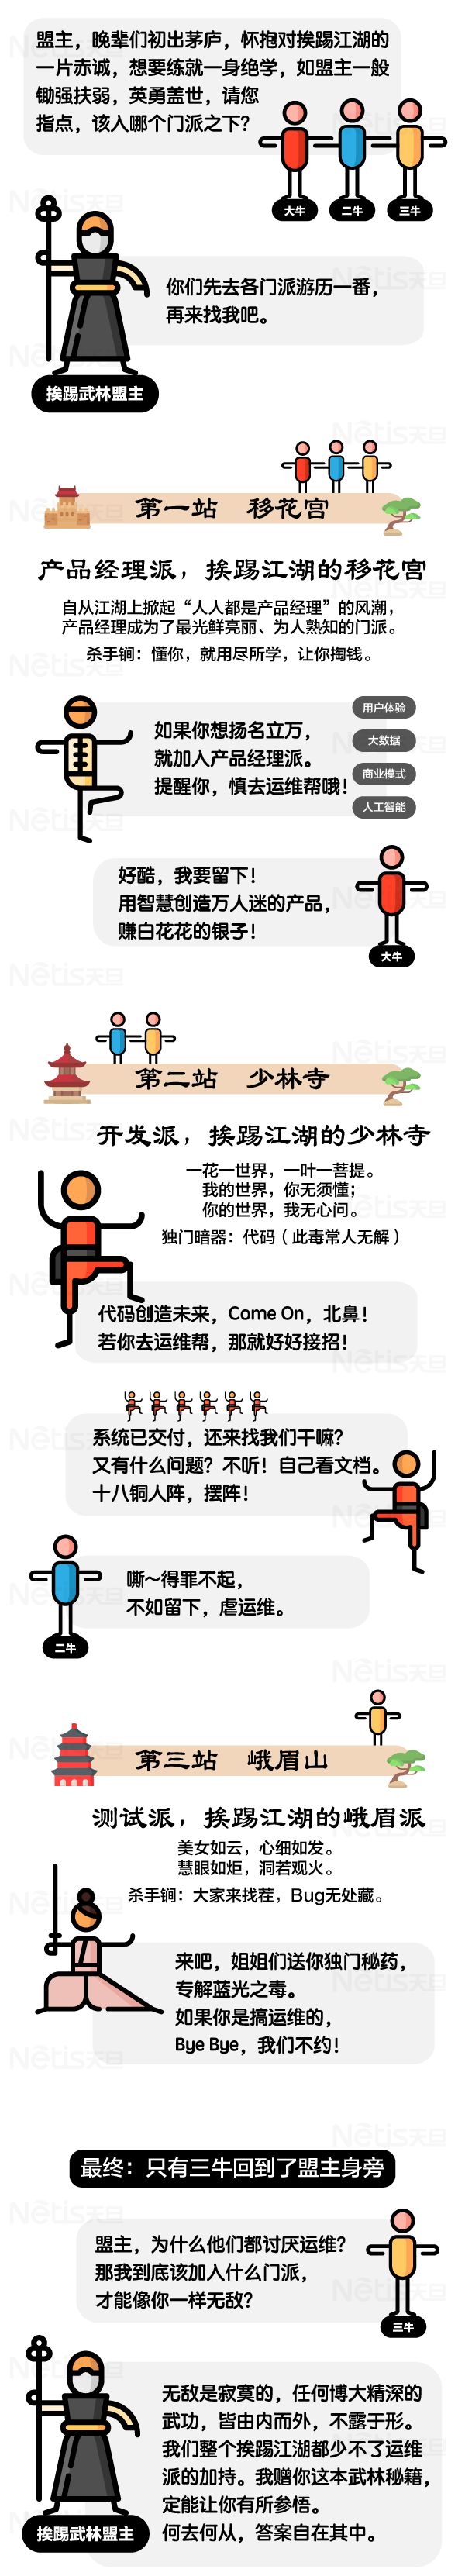 盟主，晚辈们初出茅庐，怀抱对挨踢江湖的
一片赤诚，想要练就一身绝学，如盟主一般
锄强扶弱，英勇盖世，请您
指点，该入哪个门派之下？
大牛
二牛
三牛
你们先去各门派游历一番，
再来找我吧。
挨踢武林盟主
第一站 移花宫
产品经理派，挨踢江湖的移花宫
自从江湖上掀起“人人都是产品经理”的风潮，
产品经理成为了最光鲜亮丽、为人熟知的门派。
杀手锏：懂你，就用尽所学，让你掏钱。
如果你想扬名立万，
就加入产品经理派。
提醒你，慎去运维帮哦！
用户体验
大数据
商业模式
人工智能
好酷，我要留下！
用智慧创造万人迷的产品，
赚白花花的银子！
大牛
第二站 少林寺
开发派，挨踢江湖的少林寺
一花一世界，一叶一菩提。
我的世界，你无须懂；
你的世界，我无心问。
独门暗器：代码（此毒常人无解）
代码创造未来，Come On，北鼻！
若你去运维帮，那就好好接招！
系统已交付，还来找我们干嘛？
又有什么问题？不听！自己看文档。
十八铜人阵，摆阵！
嘶～得罪不起，
不如留下，虐运维。
二牛
第三站 峨眉山
测试派，挨踢江湖的峨眉派
美女如云，心细如发。
慧眼如炬，洞若观火。
杀手锏：大家来找茬，Bug无处藏。
来吧，姐姐们送你独门秘药，
专解蓝光之毒。
如果你是搞运维的，
Bye Bye，我们不约！
最终：只有三牛回到了盟主身旁
盟主，为什么他们都讨厌运维？
那我到底该加入什么门派，
才能像你一样无敌？
三牛
无敌是寂寞的，任何博大精深的
武功，皆由内而外，不露于形。
我们整个挨踢江湖都少不了运维
派的加持。我赠你这本武林秘籍，
定能让你有所参悟。
何去何从，答案自在其中。
挨踢武林盟主
Netis天旦